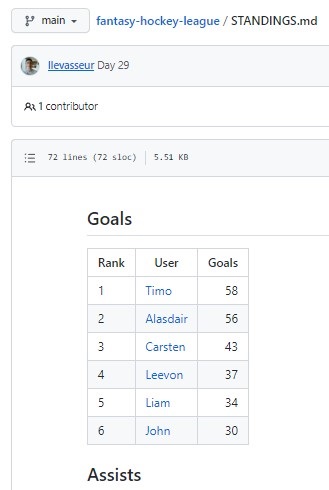 main fantasy-hockey-league / STANDINGS.md
llevasseur Day 29
1 contributor
72 lines (72 sloc) 5.51 KB
Goals
Rank User Goals
1 Timo 58
2 Alasdair 56
3 Carsten 43
4 Leevon 37
5 Liam 34
6 John 30
Assists